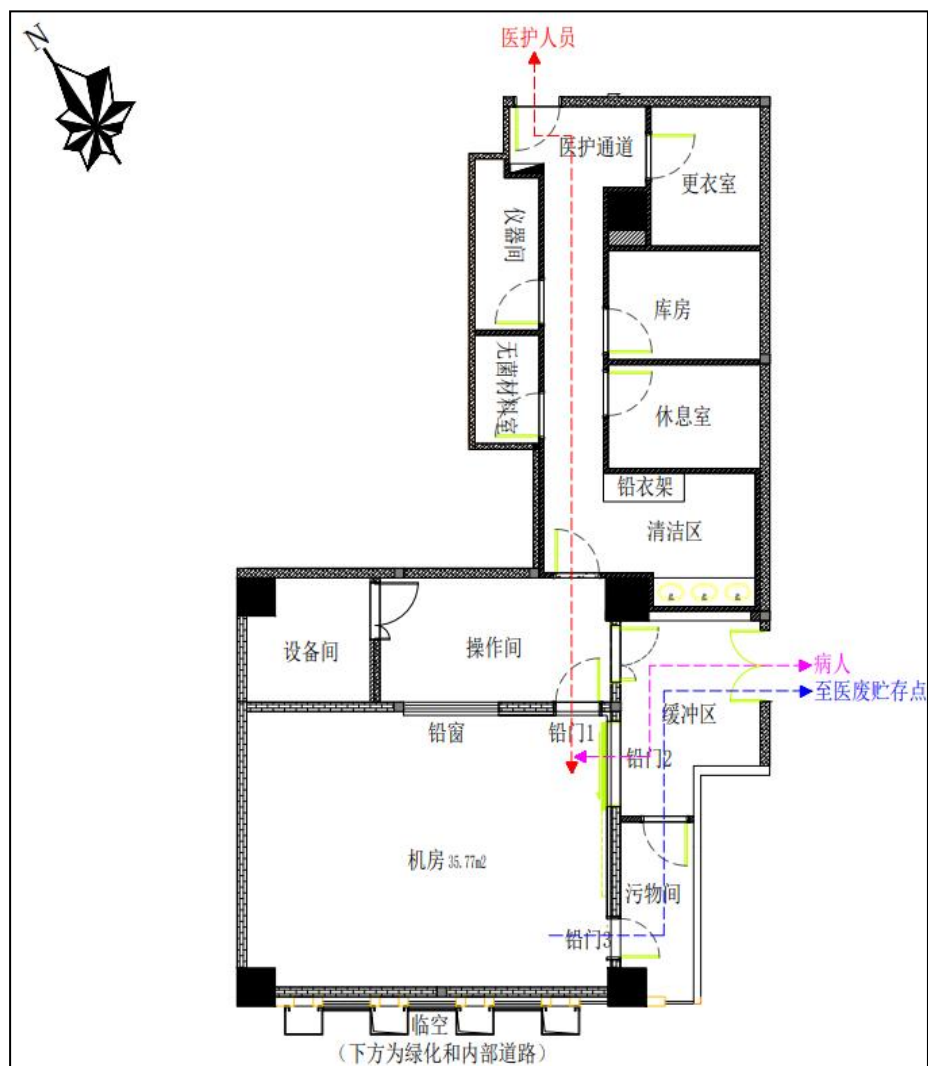 N
医护人员
医护通道
更衣室
仪器间
库房
无菌材料室
休息室
铅衣架
清洁区
设备间
操作间
病人
至医废贮存点
缓冲区
铅窗
铅门1
铅门2
机房 35.77m2
污物间
铅门3
临空
（下方为绿化和内部道路）